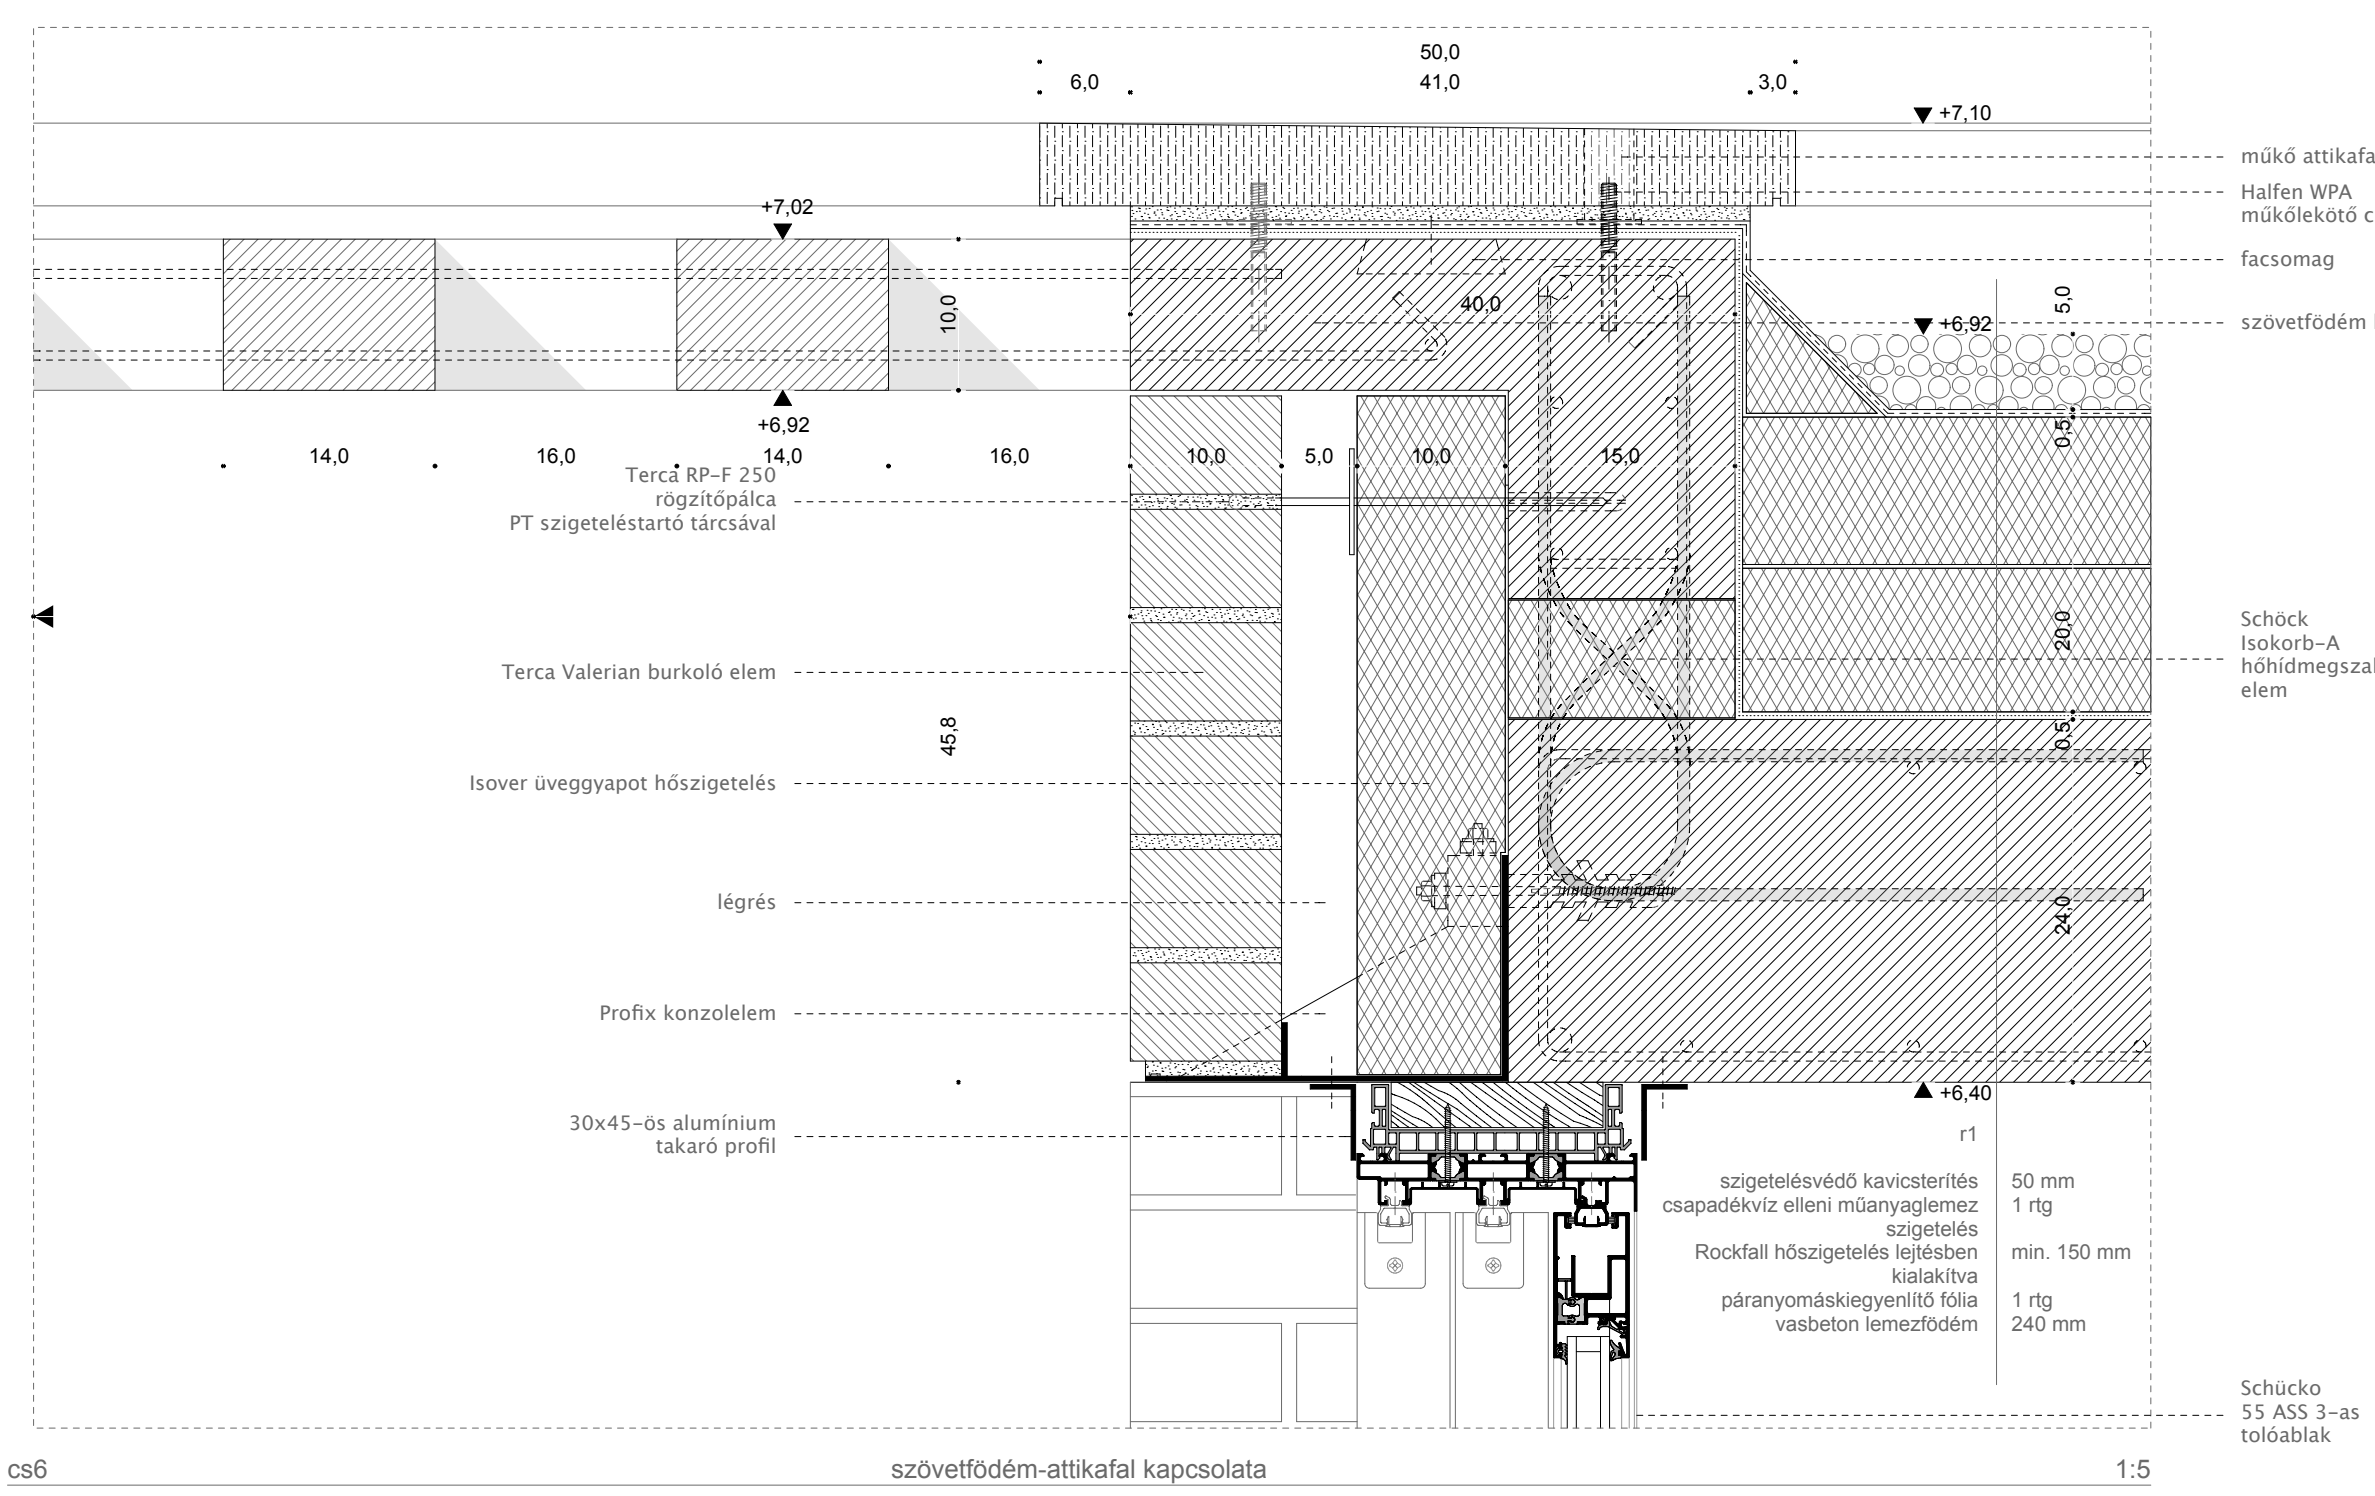 50,0
6,0
41,0
3,0
+7,10
műkő attikafa
Halfen WPA
műkőlekötő c
facsomag
+7,02
10,0
40,0
5,0
+6,92
szövetfödém
+6,92
14,0
16,0
14,0
16,0
10,0
5,0
10,0
15,0
0,5
Terca RP-F 250
rögzítőpálca
PT szigeteléstartó tárcsával
Schöck
Isokorb-A
hőhídmegszal
elem
20,0
Terca Valerian burkoló elem
45,8
0,5
Isover üveggyapot hőszigetelés
légrés
24,0
Profix konzolelem
+6,40
30x45-ös alumínium
takaró profil
r1
szigetelésvédő kavicsterítés 50 mm
csapadékvíz elleni műanyaglemez 1 rtg
szigetelés
Rockfall hőszigetelés lejtésben min. 150 mm
kialakítva
páranyomáskiegyenlítő fólia 1 rtg
vasbeton lemezfödém 240 mm
Schücko
55 ASS 3-as
tolóablak
cs6 szövetfödém-attikafal kapcsolata 1:5